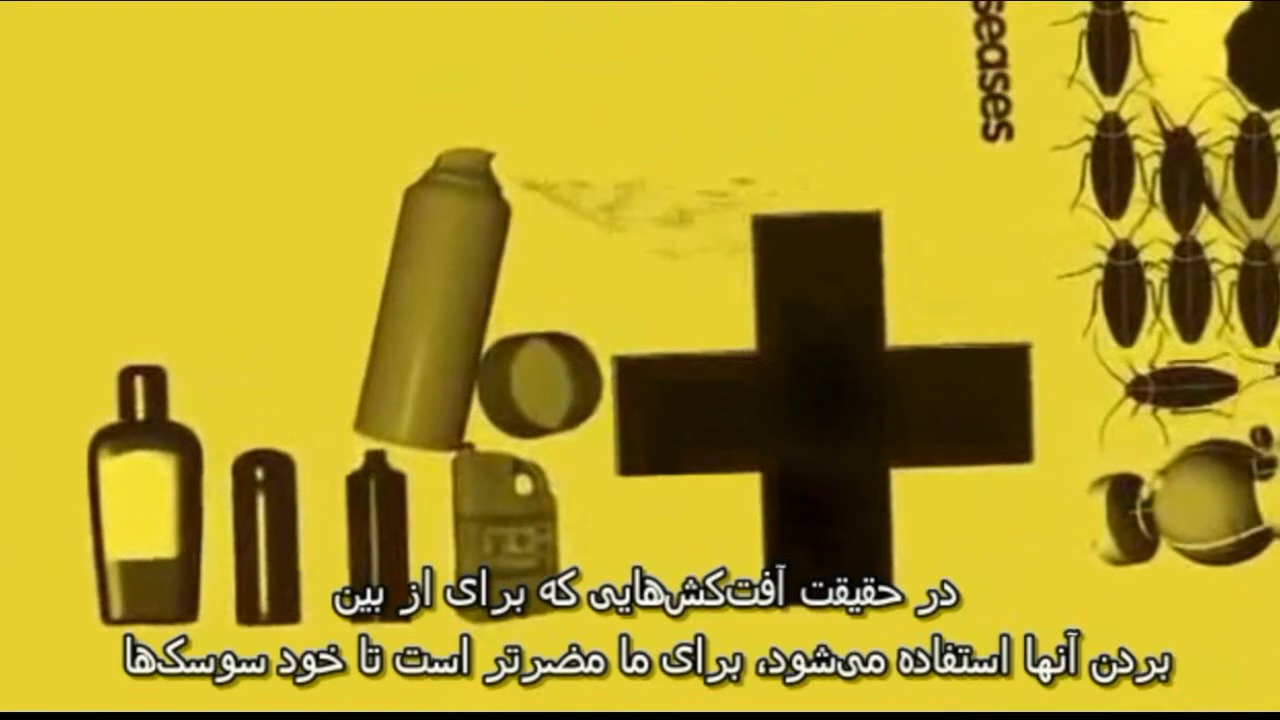 seases
در حقیقت آفت‌کش‌هایی که برای از بین
بردن آنها استفاده می‌شود، برای ما مضرتر است تا خود سوسک‌ها